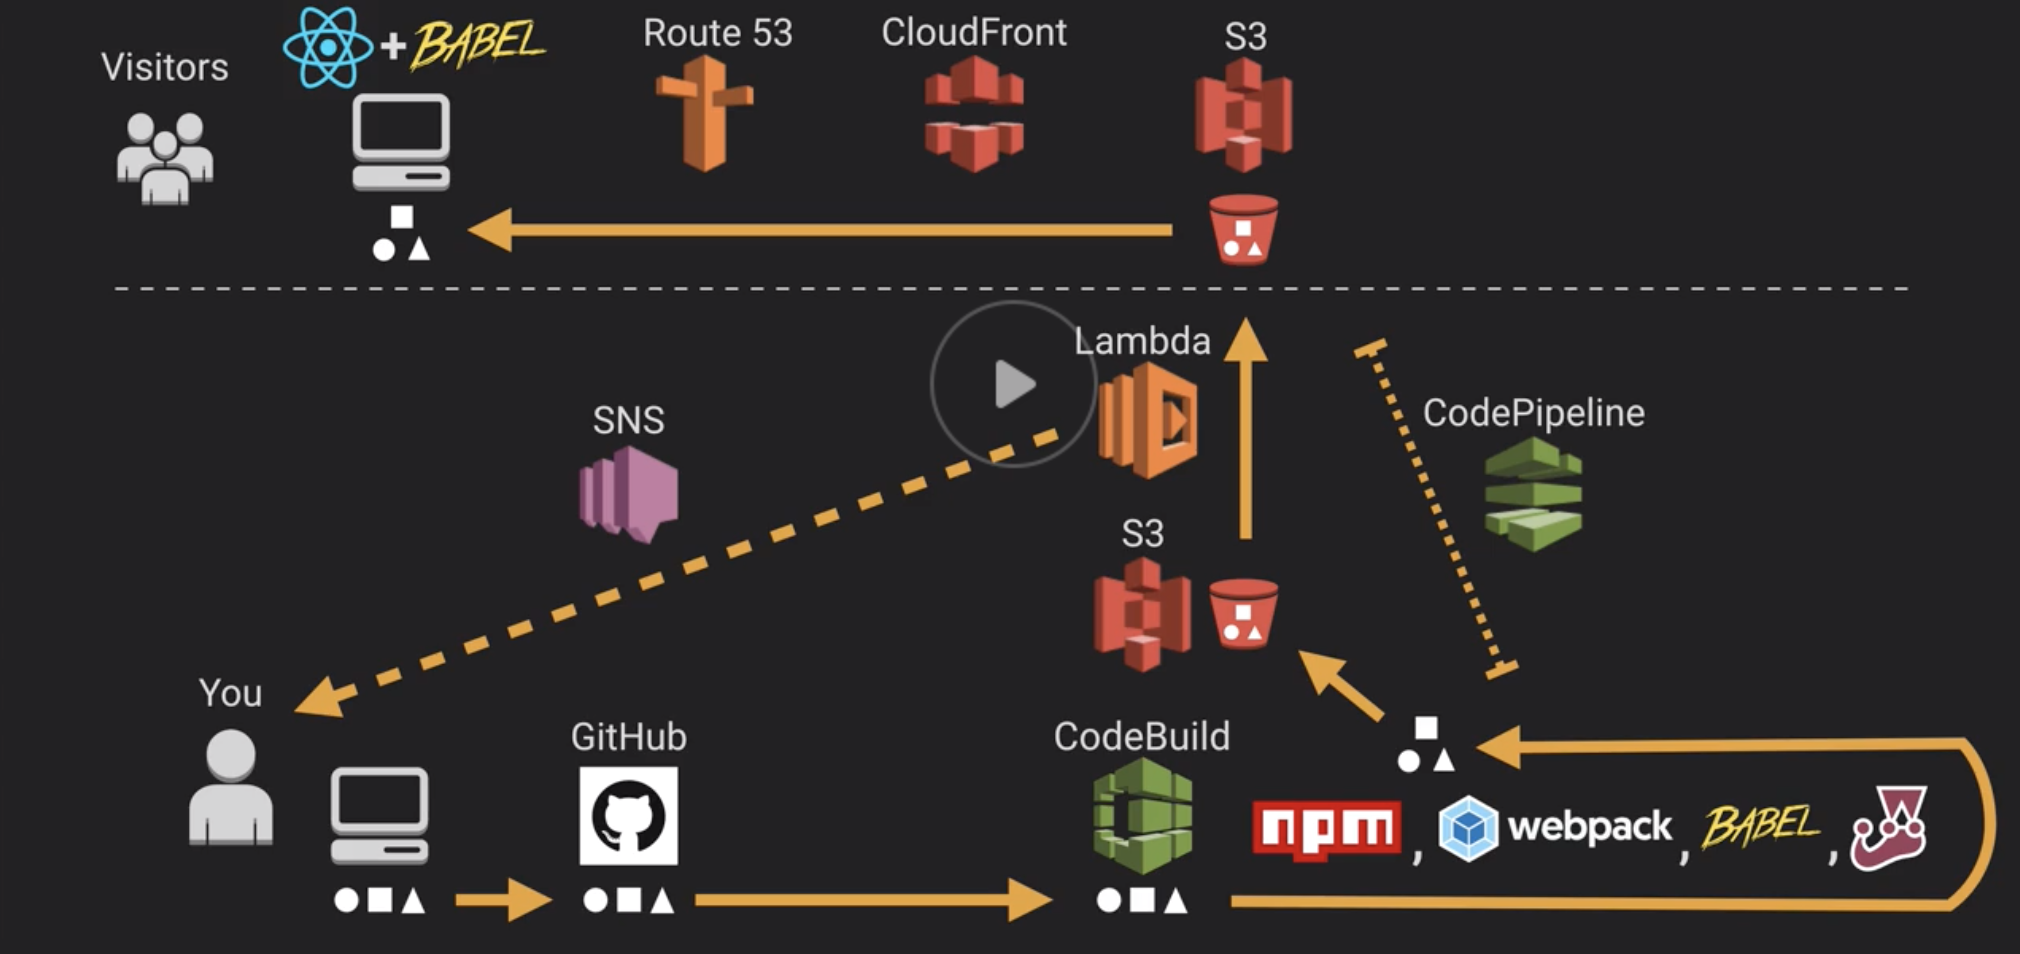 Visitors
+ BABEL
Route 53
CloudFront
S3
Lambda
SNS
CodePipeline
S3
You
GitHub
CodeBuild
npm , webpack , BABEL ,